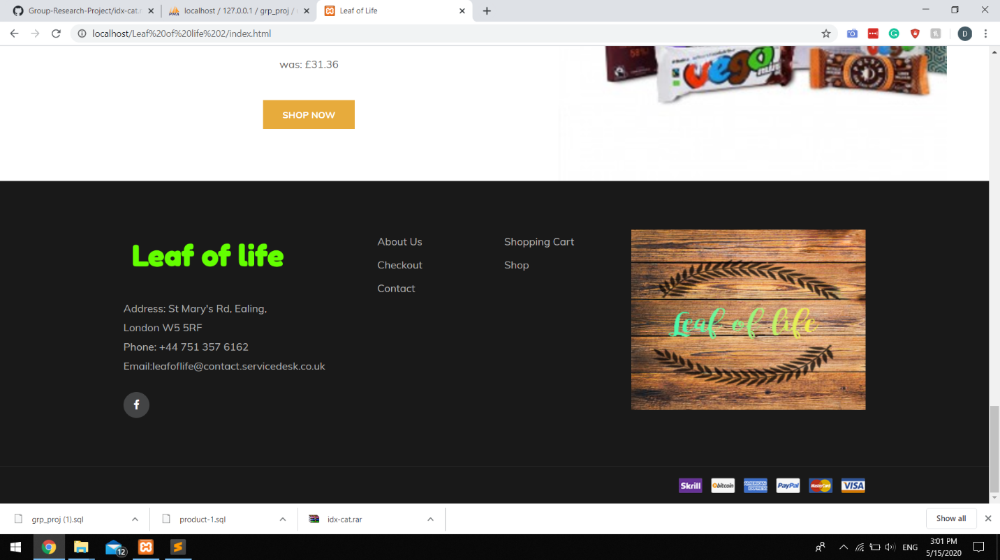 Group-Research-Project/idx-cat.r
localhost / 127.0.0.1 / grp_proj /
Leaf of Life
localhost/Leaf%20of%20life%202/index.html
D
was: £31.36
SHOP NOW
vego
mini
Leaf of life
Address: St Mary's Rd, Ealing,
London W5 5RF
Phone: +44 751 357 6162
Email:leafoflife@contact.servicedesk.co.uk
About Us
Checkout
Contact
Shopping Cart
Shop
Leaf of life
Skrill
bitcoin
AMERICAN EXPRESS
PayPal
MasterCard
VISA
grp_proj (1).sql
product-1.sql
idx-cat.rar
Show all
12
ENG
3:01 PM
5/15/2020